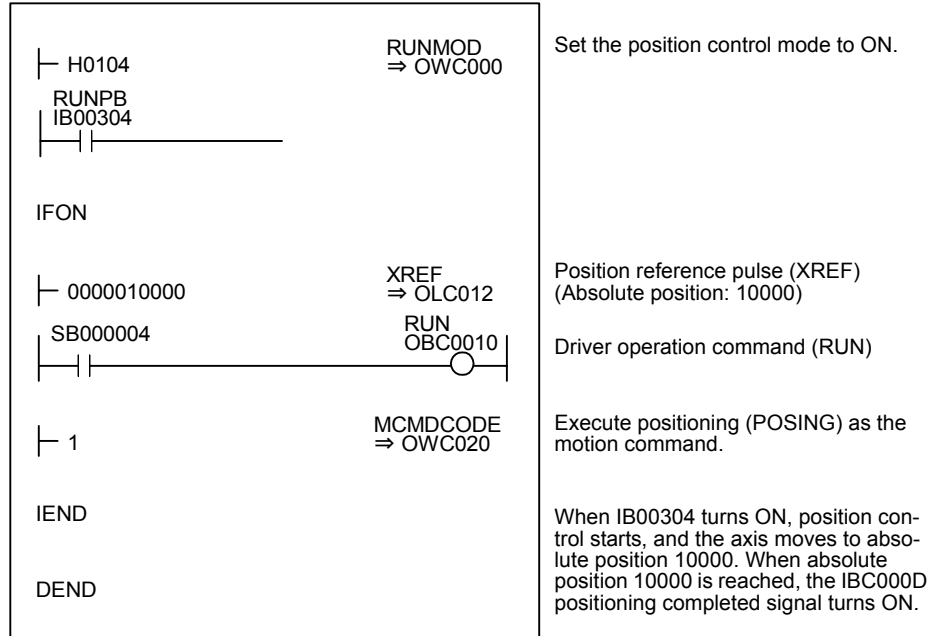 RUNMOD
H0104 ⇒ OWC000
Set the position control mode to ON.
RUNPB
IB00304
IFON
XREF
0000010000 ⇒ OLC012
Position reference pulse (XREF)
(Absolute position: 10000)
SB000004
RUN
OBC0010
Driver operation command (RUN)
MCMDCODE
1 ⇒ OWC020
Execute positioning (POSING) as the
motion command.
IEND
DEND
When IB00304 turns ON, position con-
trol starts, and the axis moves to abso-
lute position 10000. When absolute
position 10000 is reached, the IBC000D
positioning completed signal turns ON.